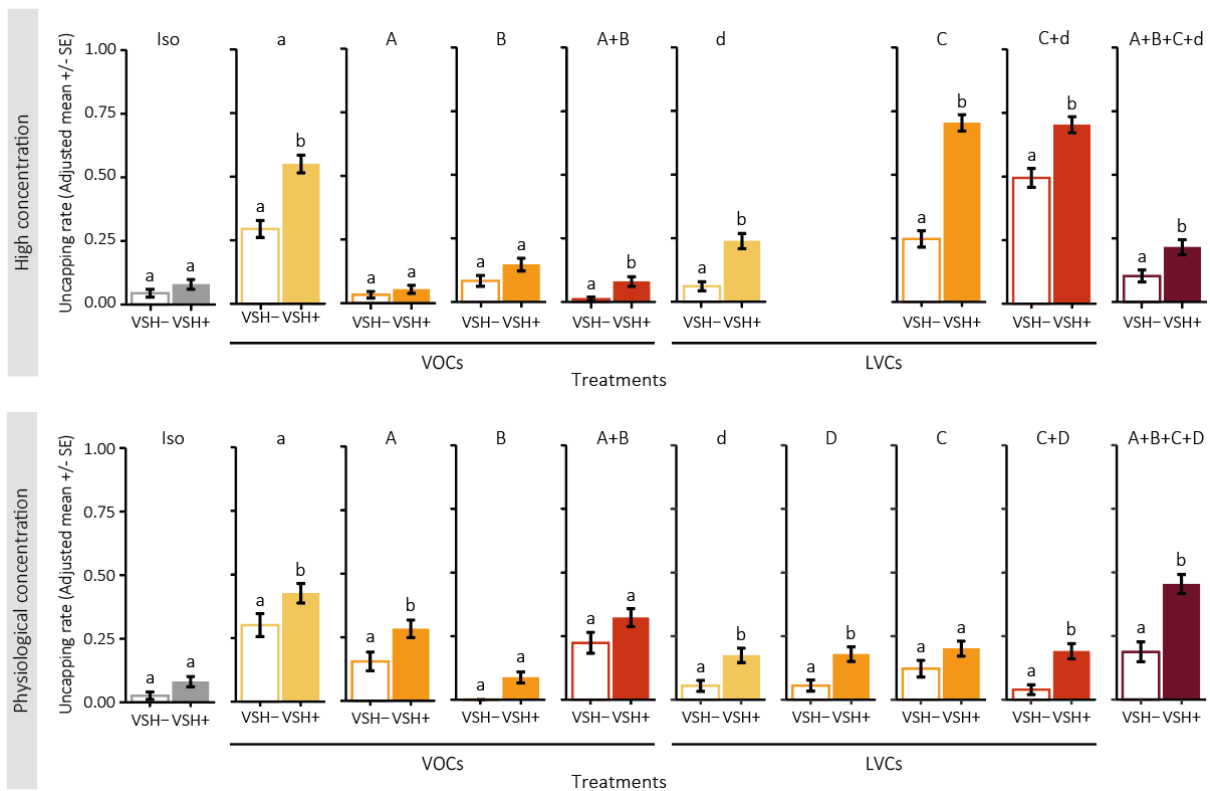 High concentration
Uncapping rate (Adjusted mean +/- SE)
Iso a A B A+B d C C+d A+B+C+d
1.00
0.75
0.50
0.25
0.00
a a
a b
a a
a a
a b
a b
a b
a b
a b
VSH− VSH+ VSH− VSH+ VSH− VSH+ VSH− VSH+ VSH− VSH+ VSH− VSH+ VSH− VSH+ VSH− VSH+ VSH− VSH+
VOCs LVCs
Treatments
Physiological concentration
Uncapping rate (Adjusted mean +/- SE)
Iso a A B A+B d D C C+D A+B+C+D
1.00
0.75
0.50
0.25
0.00
a a
a b
a b
a b
a a
a b
a b
a a
a b
a b
VSH− VSH+ VSH− VSH+ VSH− VSH+ VSH− VSH+ VSH− VSH+ VSH− VSH+ VSH− VSH+ VSH− VSH+ VSH− VSH+ VSH− VSH+
VOCs LVCs
Treatments